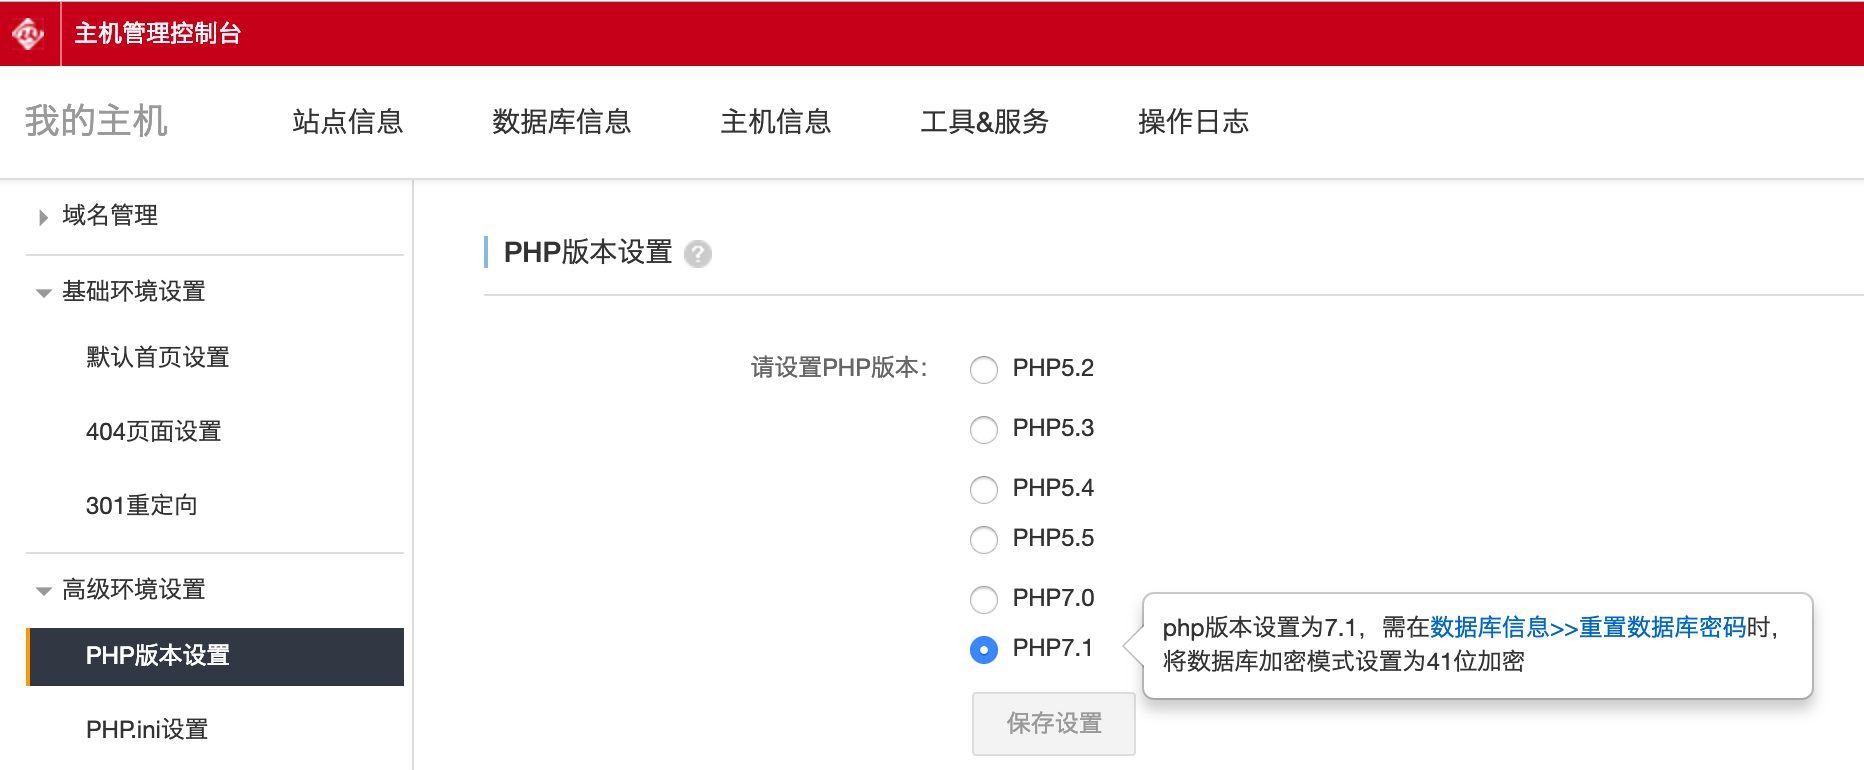 主机管理控制台
我的主机
站点信息
数据库信息
主机信息
工具&服务
操作日志
域名管理
基础环境设置
默认首页设置
404页面设置
301重定向
高级环境设置
PHP版本设置
PHP.ini设置
PHP版本设置 ?
请设置PHP版本：
PHP5.2
PHP5.3
PHP5.4
PHP5.5
PHP7.0
PHP7.1
php版本设置为7.1，需在数据库信息>>重置数据库密码时，
将数据库加密模式设置为41位加密
保存设置